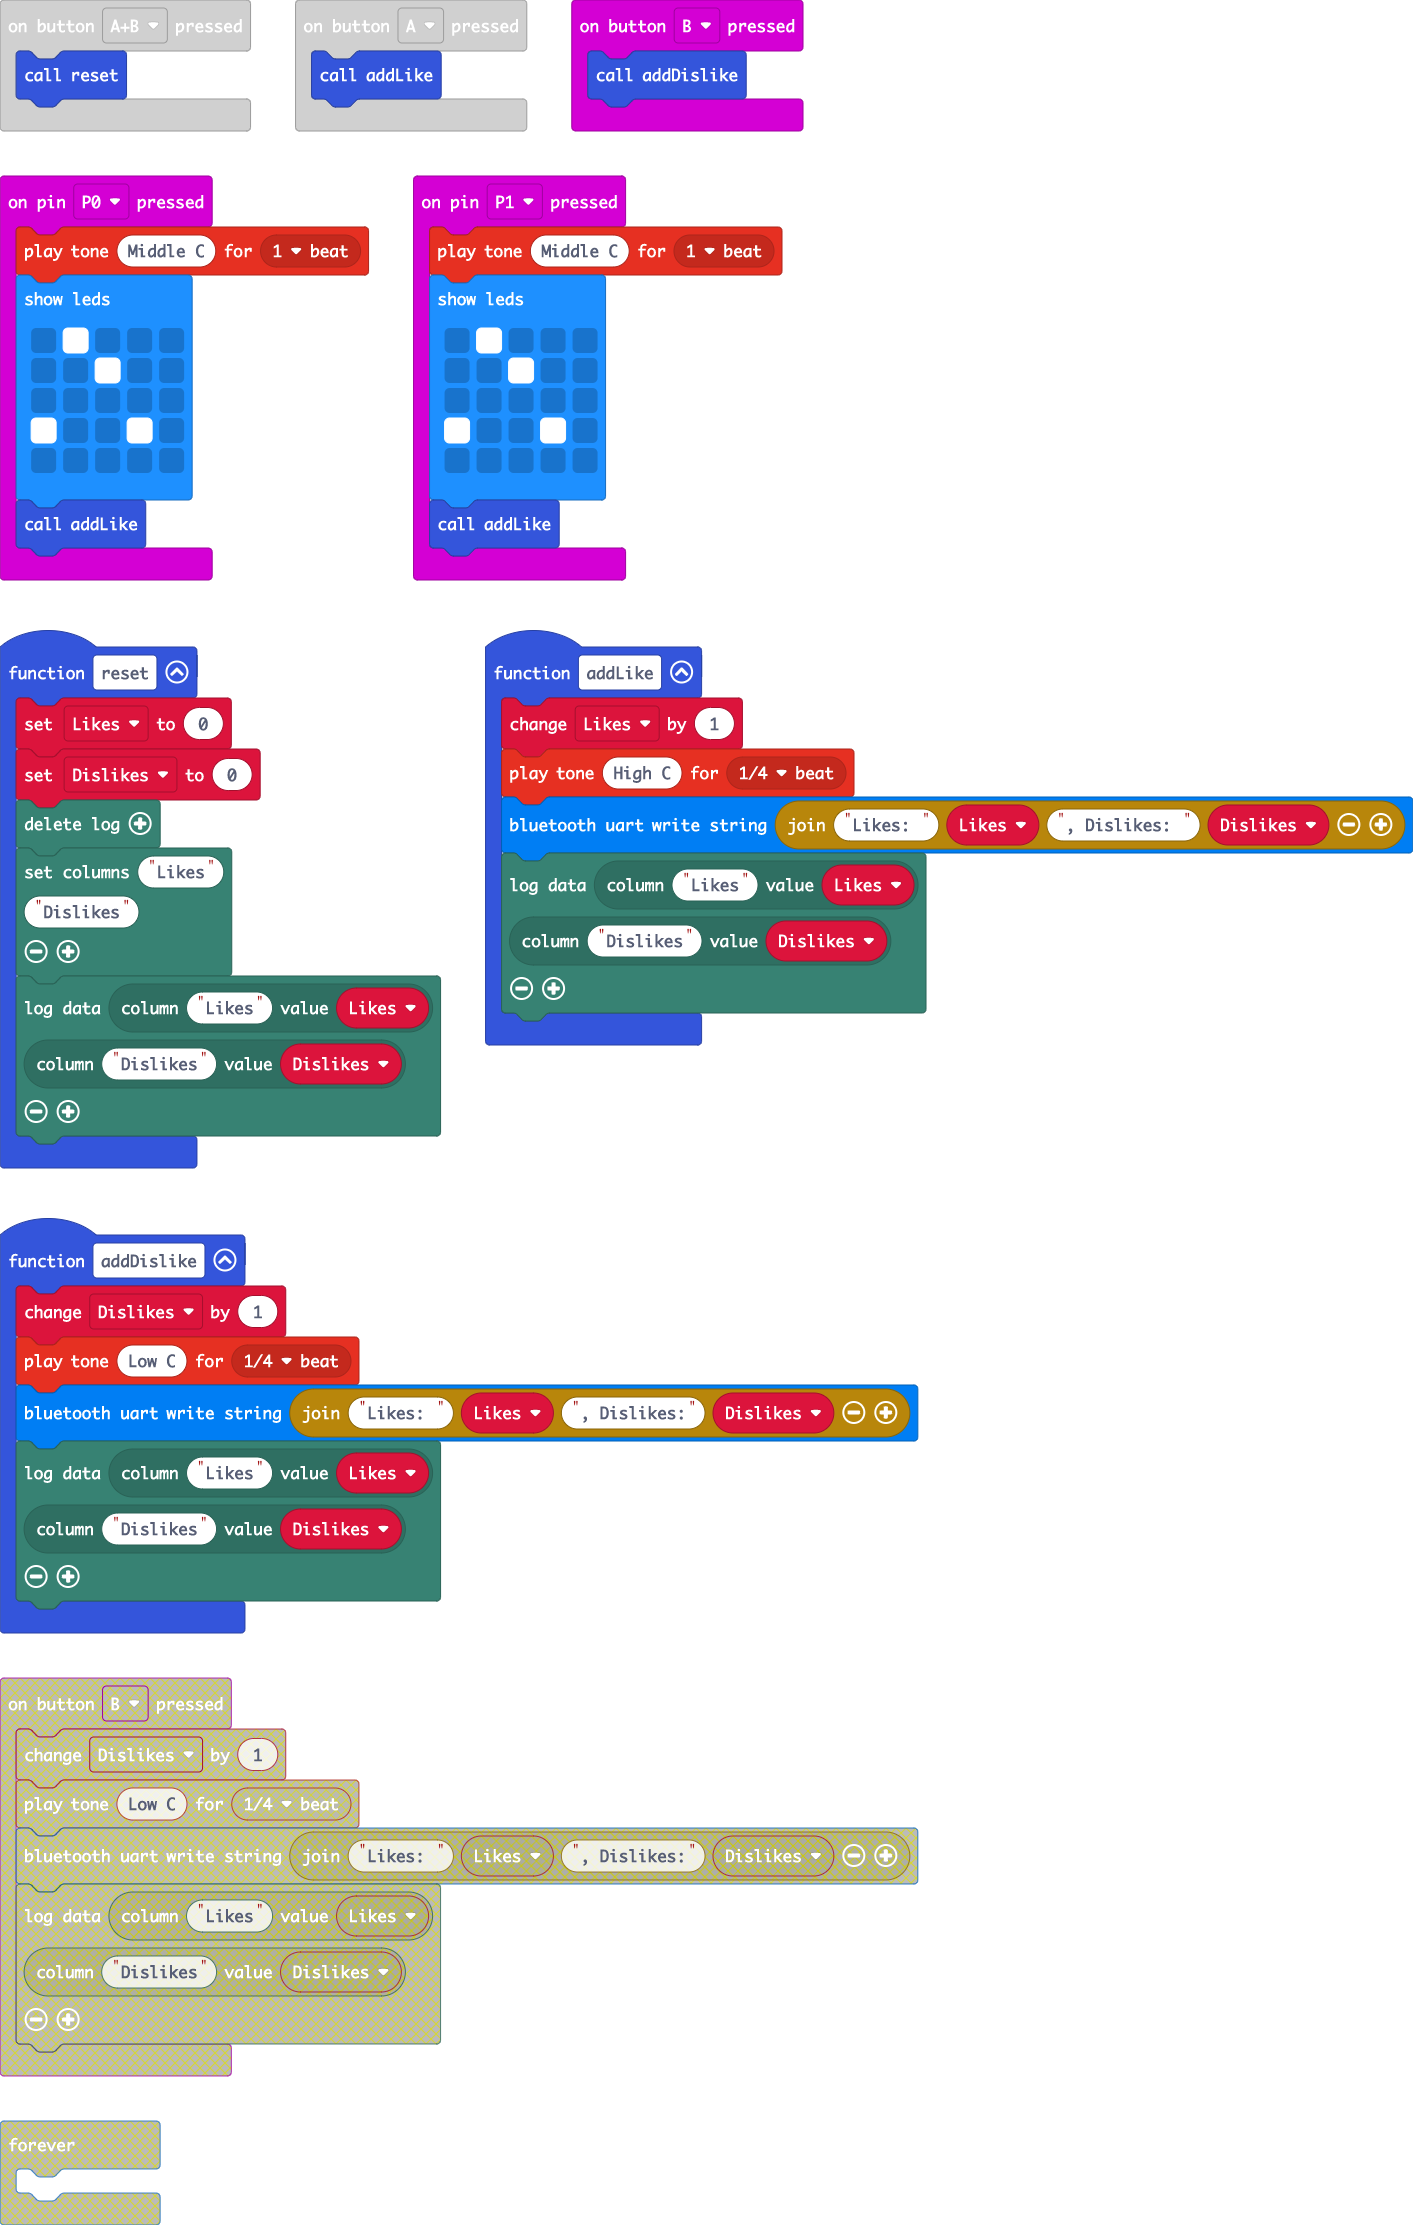 on button A+B pressed
call reset
on button A pressed
call addLike
on button B pressed
call addDislike
on pin P0 pressed
play tone Middle C for 1 beat
show leds
call addLike
on pin P1 pressed
play tone Middle C for 1 beat
show leds
call addLike
function reset
set Likes to 0
set Dislikes to 0
delete log
set columns "Likes"
"Dislikes"
log data column "Likes" value Likes
column "Dislikes" value Dislikes
function addLike
change Likes by 1
play tone High C for 1/4 beat
bluetooth uart write string join "Likes: " Likes ", Dislikes: " Dislikes
log data column "Likes" value Likes
column "Dislikes" value Dislikes
function addDislike
change Dislikes by 1
play tone Low C for 1/4 beat
bluetooth uart write string join "Likes: " Likes ", Dislikes:" Dislikes
log data column "Likes" value Likes
column "Dislikes" value Dislikes
on button B pressed
change Dislikes by 1
play tone Low C for 1/4 beat
bluetooth uart write string join "Likes: " Likes ", Dislikes:" Dislikes
log data column "Likes" value Likes
column "Dislikes" value Dislikes
forever